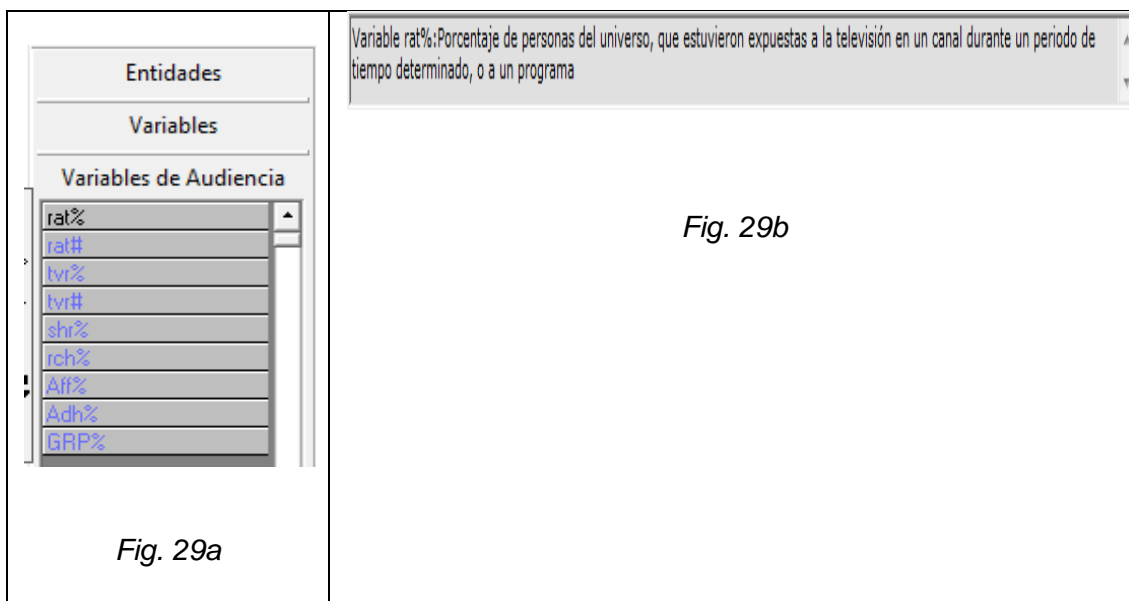 Entidades
Variables
Variables de Audiencia
rat%
rat#
tvr%
tvr#
shr%
rch%
Aff%
Adh%
GRP%
Fig. 29a
Variable rat%:Porcentaje de personas del universo, que estuvieron expuestas a la televisión en un canal durante un periodo de
tiempo determinado, o a un programa
Fig. 29b